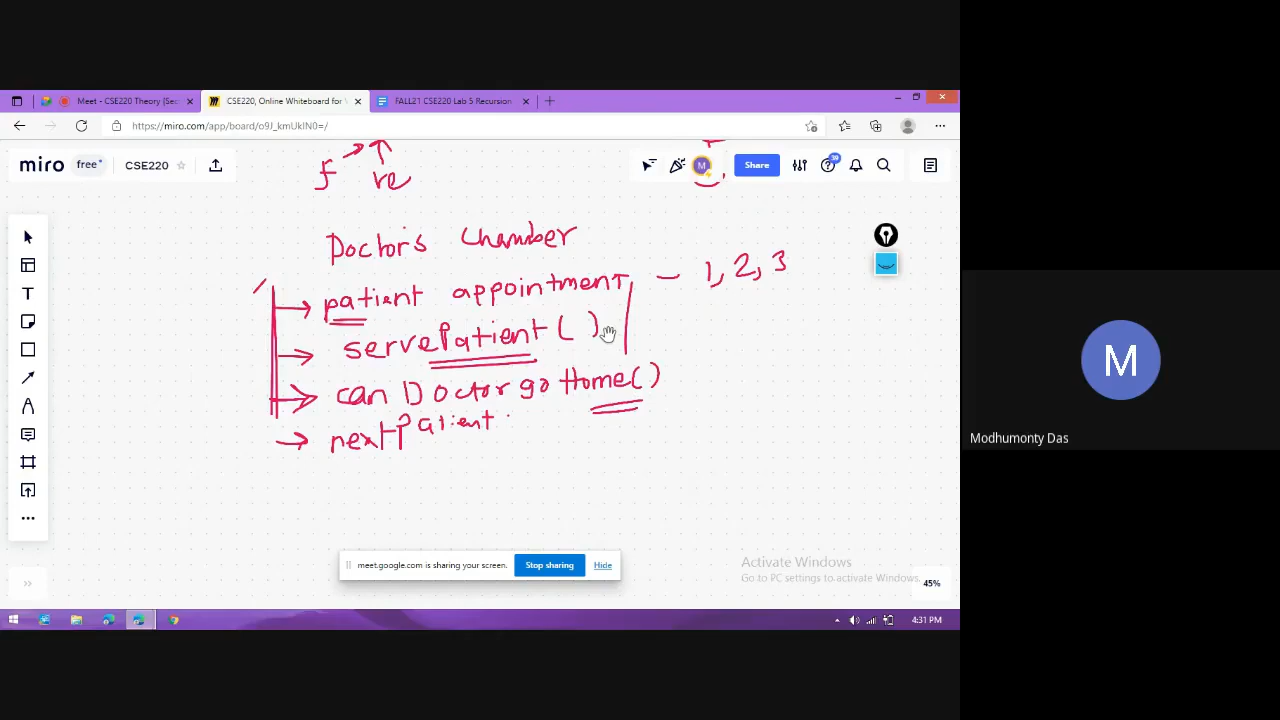 Meet - CSE220 Theory (Sec
CSE220, Online Whiteboard for V
FALL21 CSE220 Lab 5 Recursion
https://miro.com/app/board/o9J_kmUkIN0=/
miro free CSE220
M
Share
f re
Doctor's chamber
patient appointment - 1, 2, 3
servePatient ( )
can Doctor go Home( )
nextPatient
M
Modhumonty Das
meet.google.com is sharing your screen. Stop sharing Hide
Activate Windows
Go to PC settings to activate Windows.
45%
4:31 PM